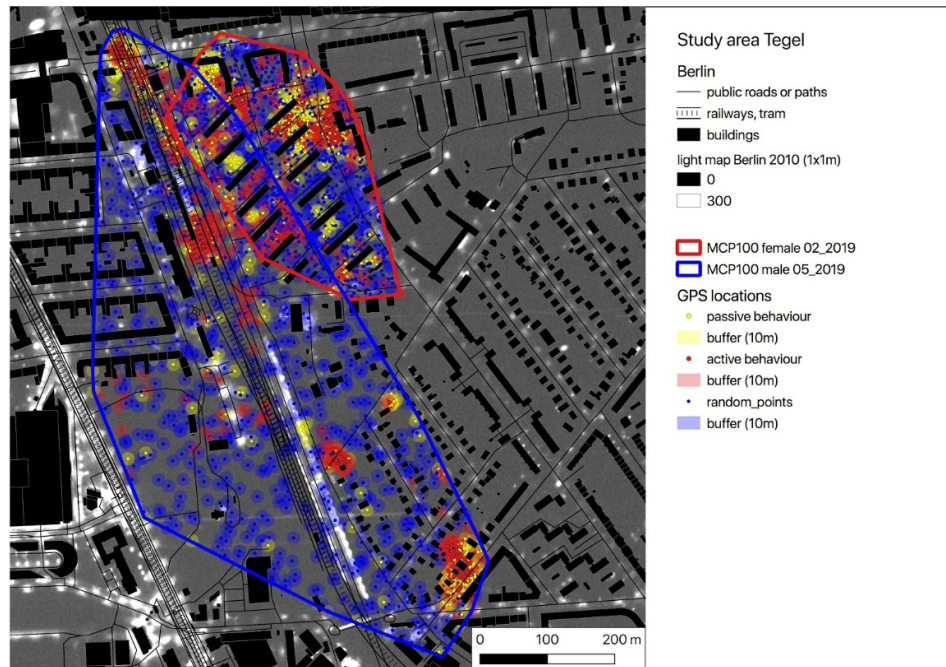 Study area Tegel
Berlin
public roads or paths
railways, tram
buildings
light map Berlin 2010 (1x1m)
0
300
MCP100 female 02_2019
MCP100 male 05_2019
GPS locations
passive behaviour
buffer (10m)
active behaviour
buffer (10m)
random_points
buffer (10m)
0 100 200 m